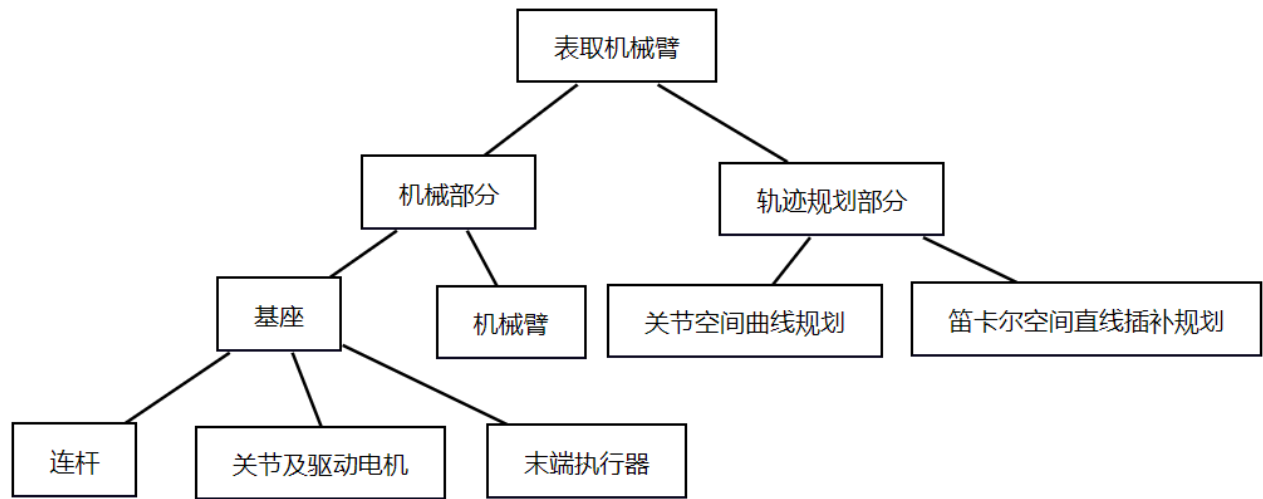 表取机械臂
机械部分
轨迹规划部分
基座
机械臂
关节空间曲线规划
笛卡尔空间直线插补规划
连杆
关节及驱动电机
末端执行器